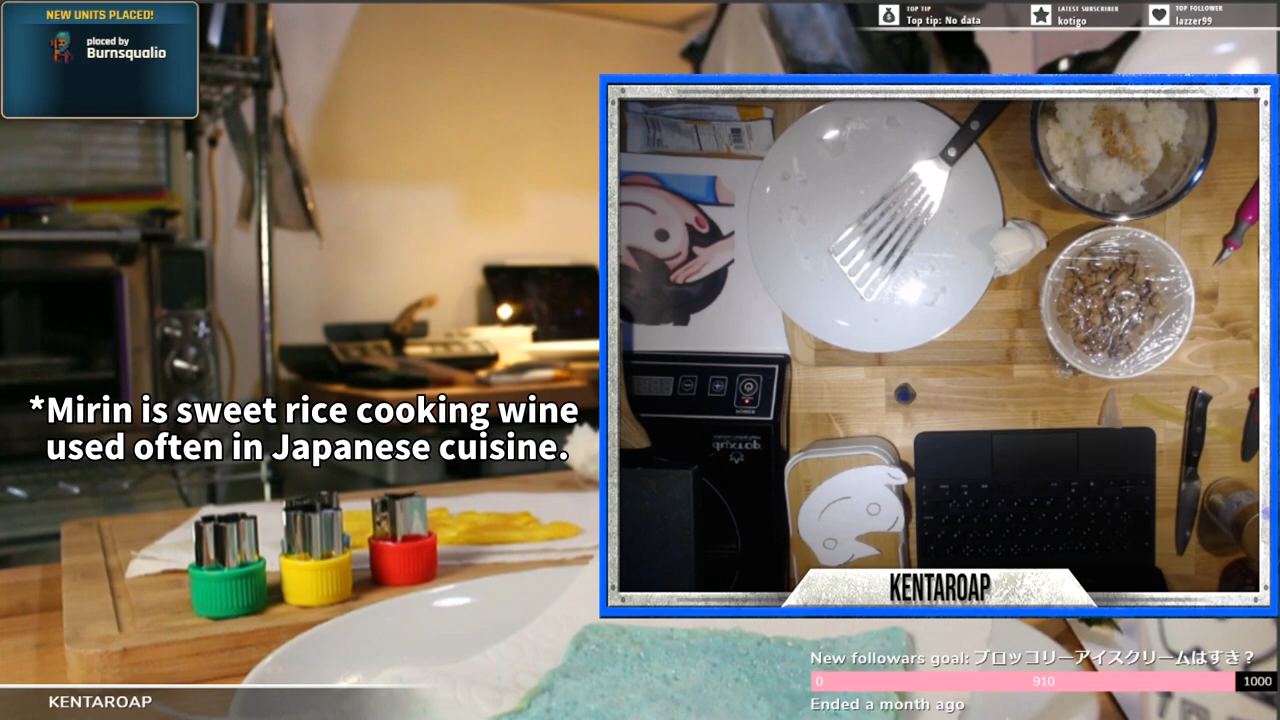 NEW UNITS PLACED!
placed by
Burnsqualio
TOP TIP
Top tip: No data
LATEST SUBSCRIBER
kotigo
TOP FOLLOWER
lazzer99
*Mirin is sweet rice cooking wine
used often in Japanese cuisine.
KENTAROAP
New followars goal: ブロッコリーアイスクリームはすき？
0 910 1000
Ended a month ago
KENTAROAP